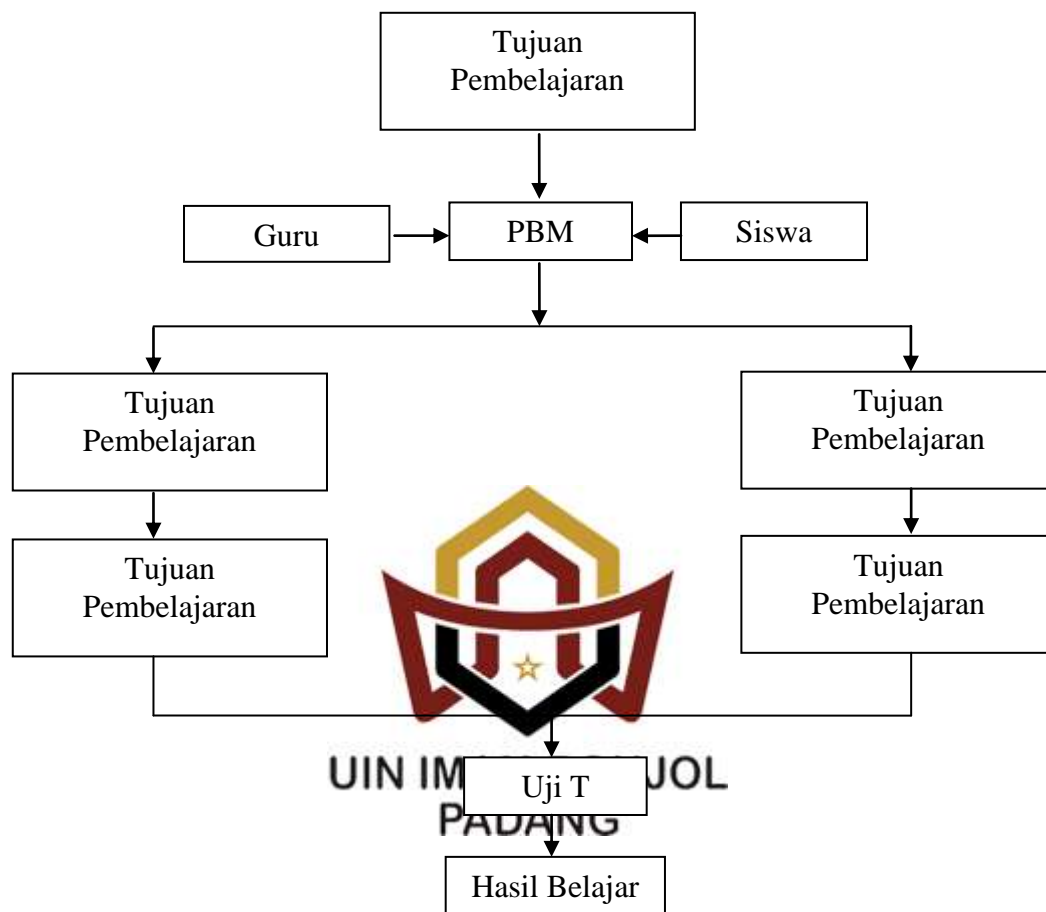 Tujuan
Pembelajaran
Guru
PBM
Siswa
Tujuan
Pembelajaran
Tujuan
Pembelajaran
Tujuan
Pembelajaran
Tujuan
Pembelajaran
UIN IM JOL
Uji T
PADANG
Hasil Belajar